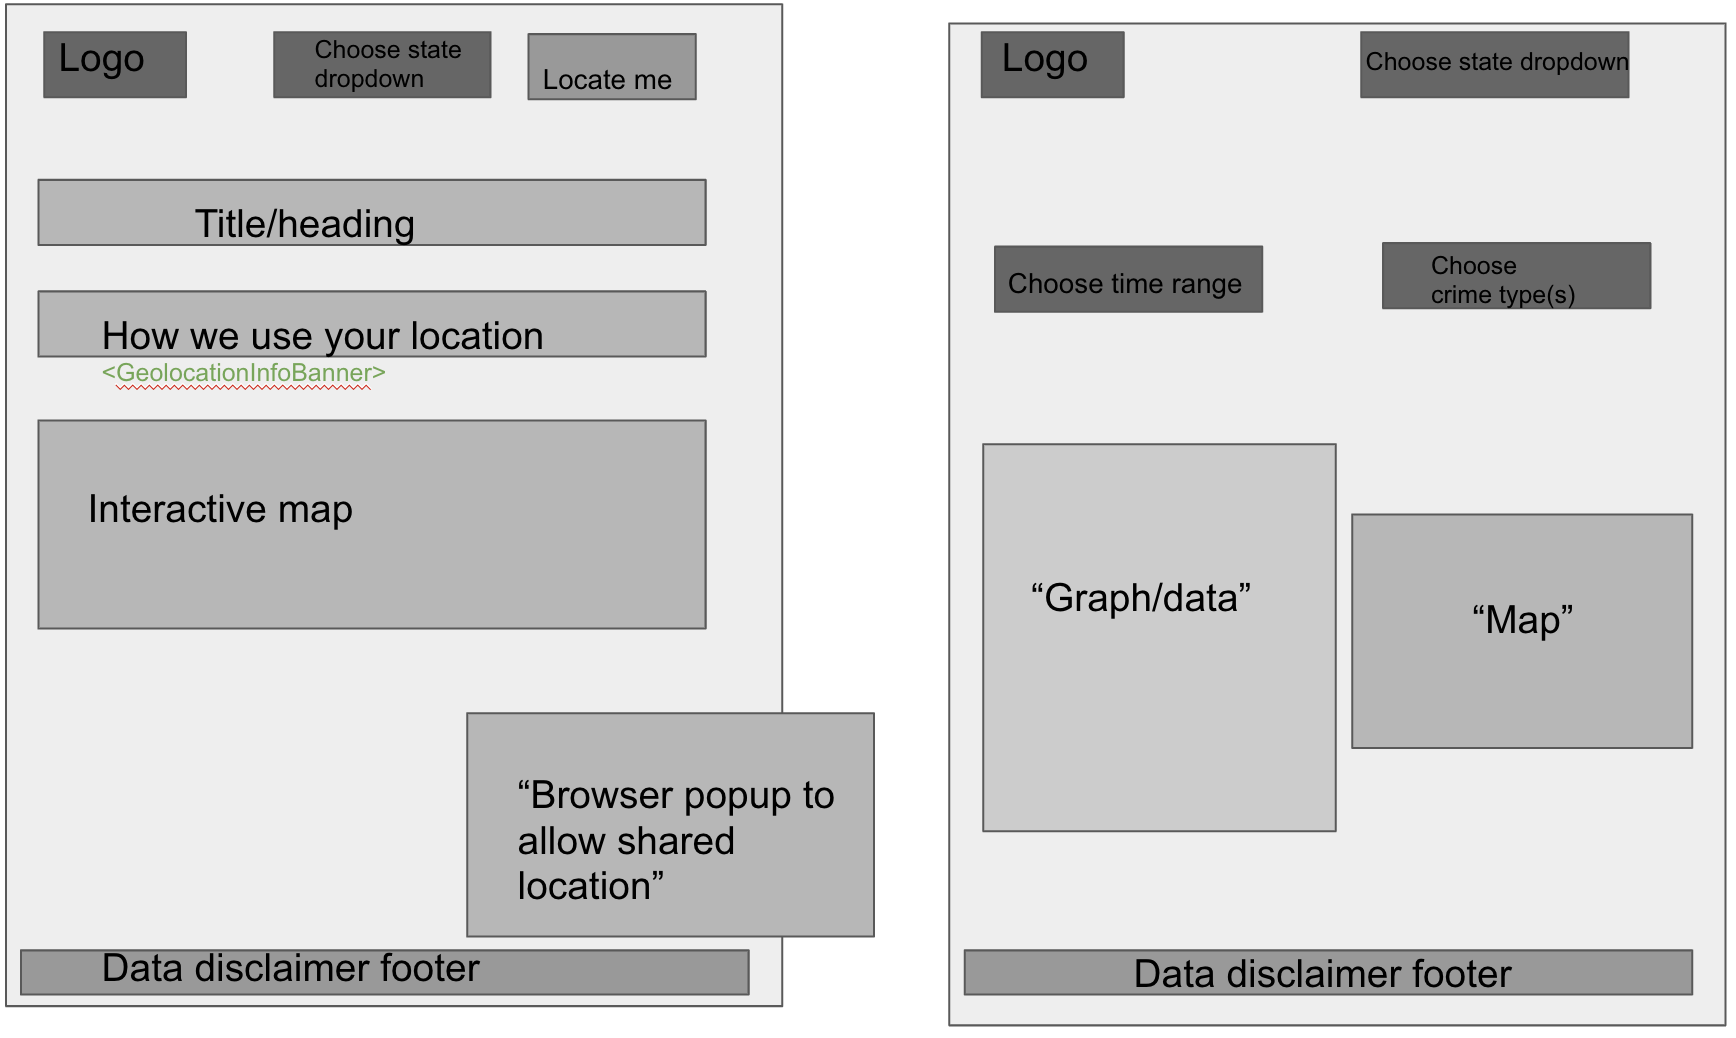 Logo
Choose state
dropdown
Locate me
Title/heading
How we use your location
<GeolocationInfoBanner>
Interactive map
“Browser popup to
allow shared
location”
Data disclaimer footer
Logo
Choose state dropdown
Choose time range
Choose
crime type(s)
“Graph/data”
“Map”
Data disclaimer footer